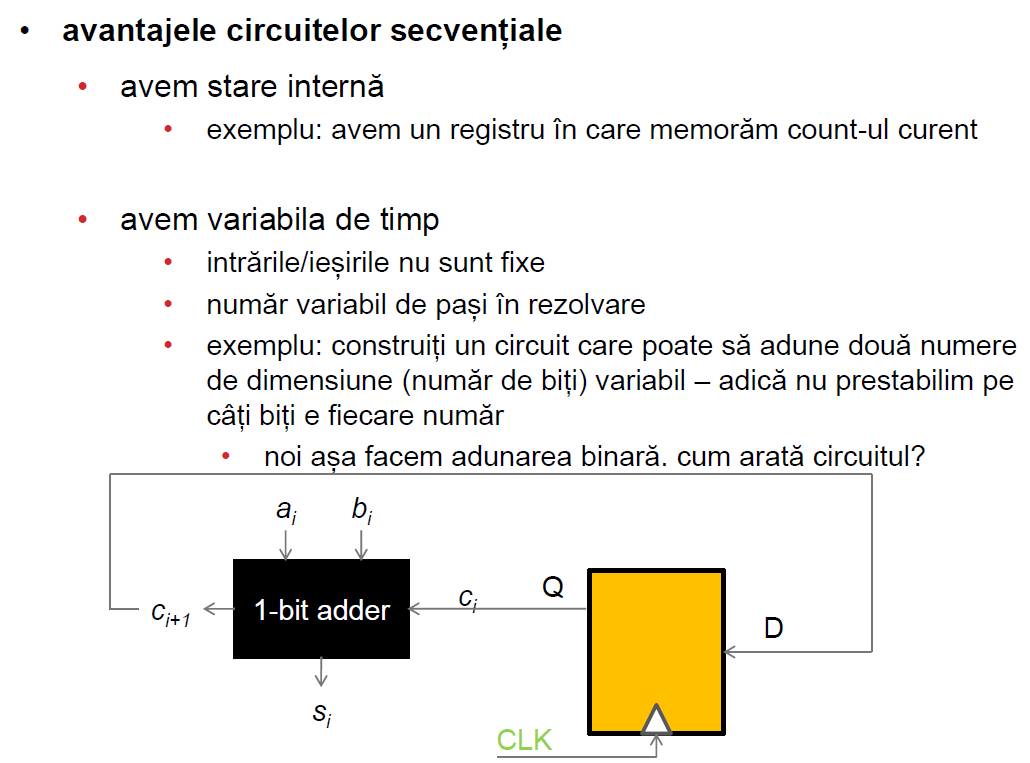 • avantajele circuitelor secvențiale
• avem stare internă
• exemplu: avem un registru în care memorăm count-ul curent
• avem variabila de timp
• intrările/ieșirile nu sunt fixe
• număr variabil de pași în rezolvare
• exemplu: construiți un circuit care poate să adune două numere
de dimensiune (număr de biți) variabil – adică nu prestabilim pe
câți biți e fiecare număr
• noi așa facem adunarea binară. cum arată circuitul?
a_i b_i
c_{i+1} 1-bit adder c_i Q
D
s_i
CLK